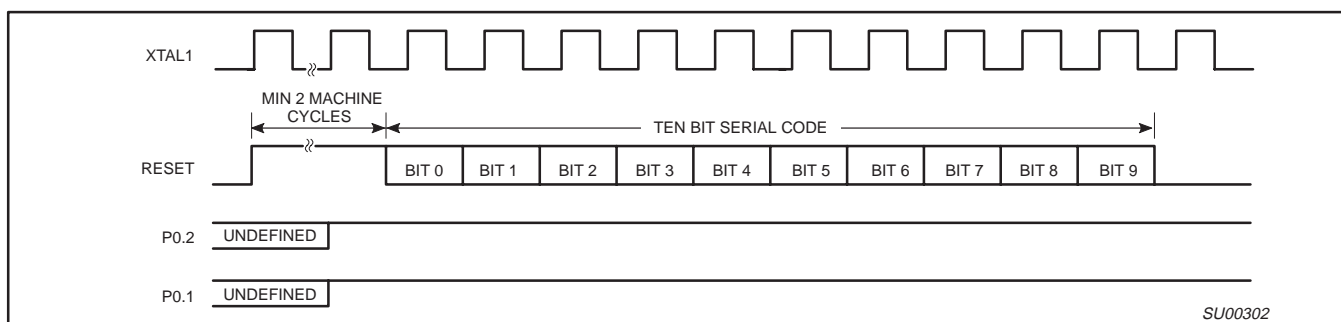 XTAL1
MIN 2 MACHINE
CYCLES
TEN BIT SERIAL CODE
RESET
BIT 0 BIT 1 BIT 2 BIT 3 BIT 4 BIT 5 BIT 6 BIT 7 BIT 8 BIT 9
P0.2 UNDEFINED
P0.1 UNDEFINED
SU00302